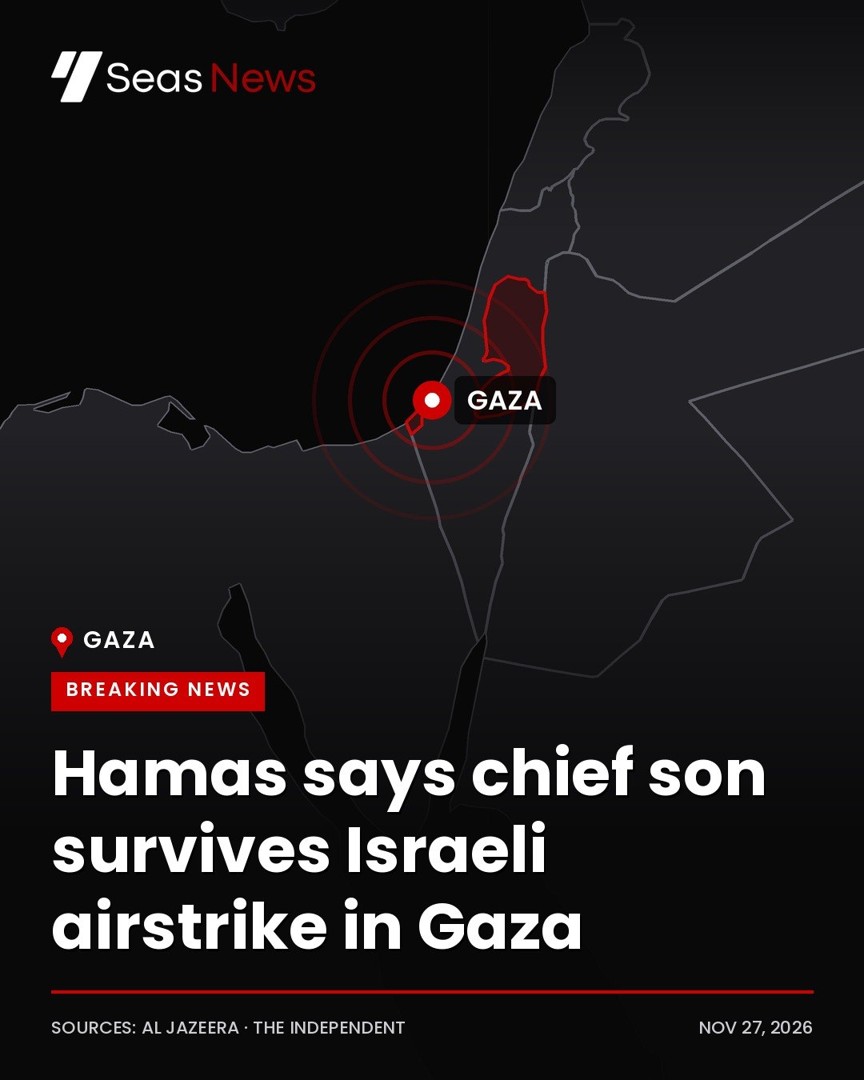 Seas News
GAZA
GAZA
BREAKING NEWS
Hamas says chief son
survives Israeli
airstrike in Gaza
SOURCES: AL JAZEERA · THE INDEPENDENT
NOV 27, 2026